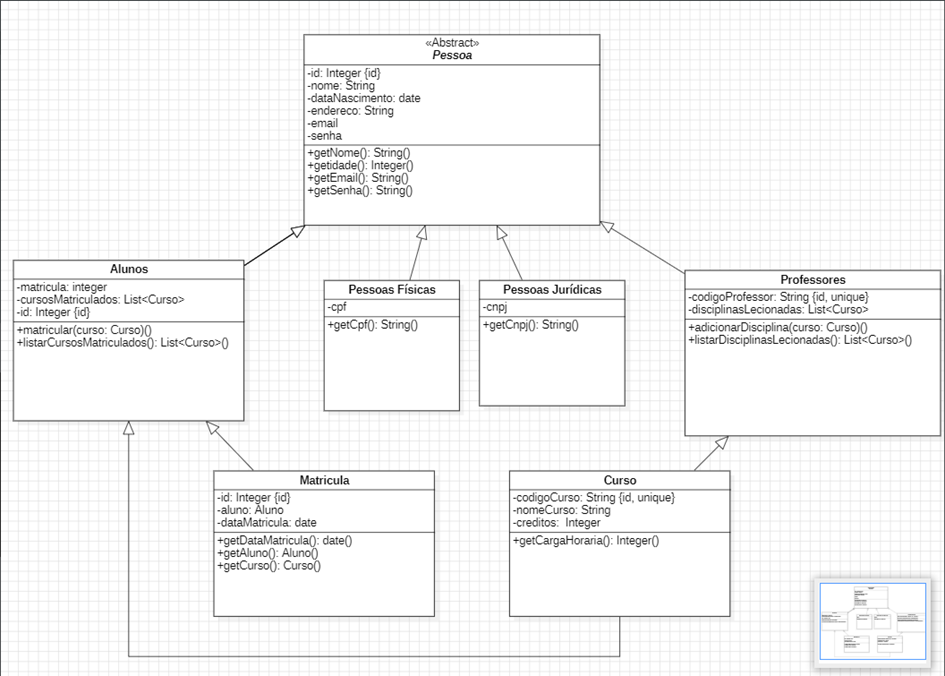 «Abstract»
Pessoa
-id: Integer {id}
-nome: String
-dataNascimento: date
-endereco: String
-email
-senha
+getNome(): String()
+getidade(): Integer()
+getEmail(): String()
+getSenha(): String()
Alunos
-matricula: integer
-cursosMatriculados: List<Curso>
-id: Integer {id}
+matricular(curso: Curso)()
+listarCursosMatriculados(): List<Curso>()
Pessoas Físicas
-cpf
+getCpf(): String()
Pessoas Jurídicas
-cnpj
+getCnpj(): String()
Professores
-codigoProfessor: String {id, unique}
-disciplinasLecionadas: List<Curso>
+adicionarDisciplina(curso: Curso)()
+listarDisciplinasLecionadas(): List<Curso>()
Matricula
-id: Integer {id}
-aluno: Aluno
-dataMatricula: date
+getDataMatricula(): date()
+getAluno(): Aluno()
+getCurso(): Curso()
Curso
-codigoCurso: String {id, unique}
-nomeCurso: String
-creditos:  Integer
+getCargaHoraria(): Integer()